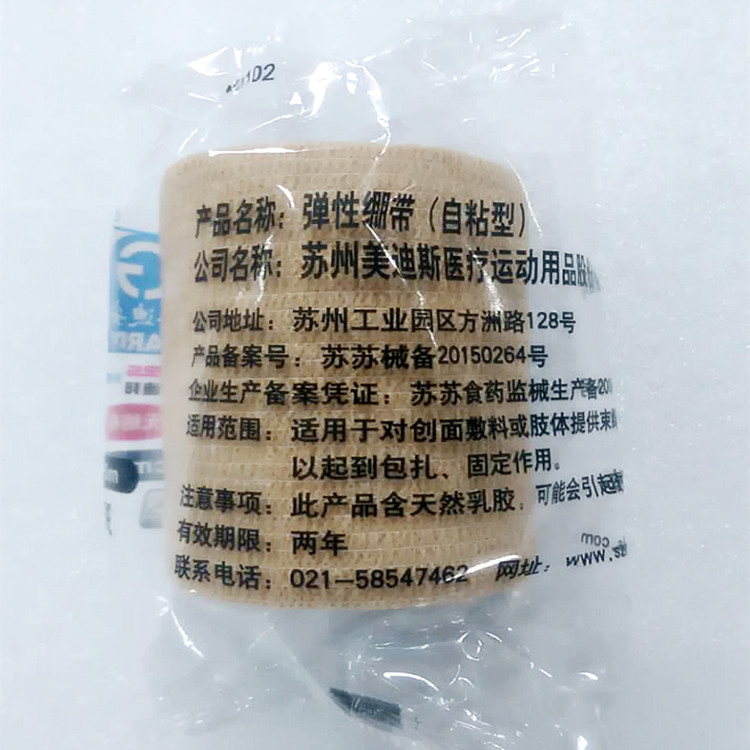 产品名称：弹性绷带（自粘型）
公司名称：苏州美迪斯医疗运动用品股
公司地址：苏州工业园区方洲路128号
产品备案号：苏苏械备20150264号
企业生产备案凭证：苏苏食药监械生产备20
适用范围：适用于对创面敷料或肢体提供束
以起到包扎、固定作用。
注意事项：此产品含天然乳胶，可能会引起
有效期限：两年
联系电话：021-58547462 网址：www.